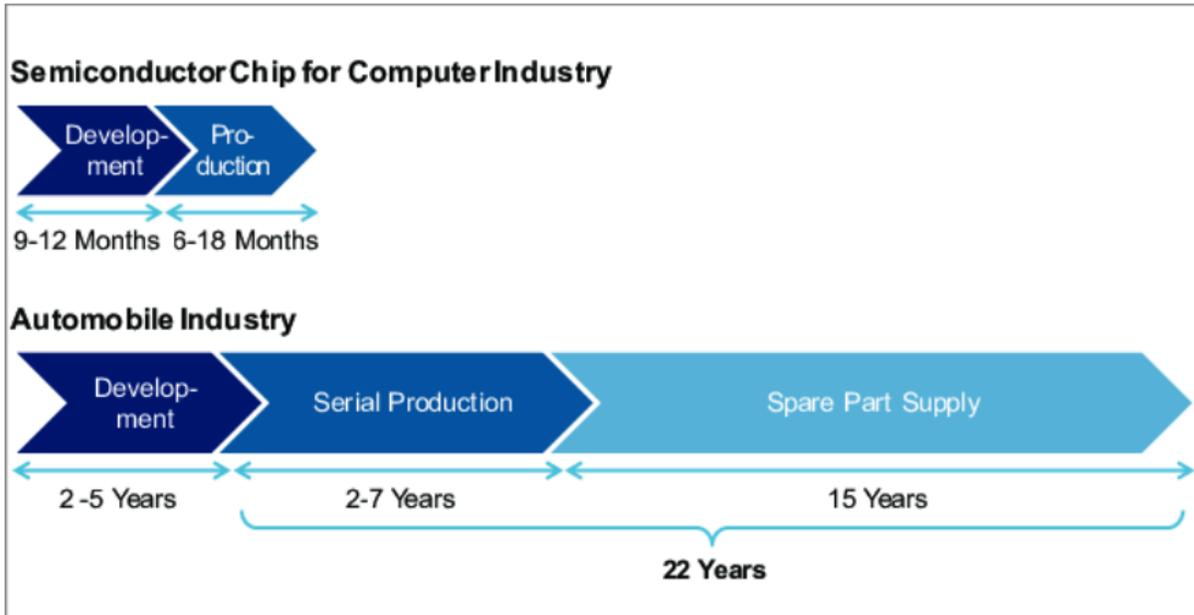 Semiconductor Chip for Computer Industry
Develop-
ment
Pro-
duction
9-12 Months 6-18 Months
Automobile Industry
Develop-
ment
Serial Production
Spare Part Supply
2 -5 Years
2-7 Years
15 Years
22 Years